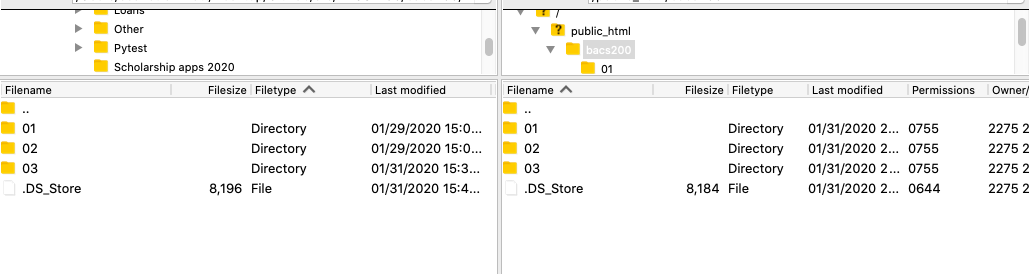 Loans
Other
Pytest
Scholarship apps 2020
/
public_html
bacs200
01
Filename Filesize Filetype Last modified
..
01 Directory 01/29/2020 15:0...
02 Directory 01/29/2020 15:0...
03 Directory 01/31/2020 15:3...
.DS_Store 8,196 File 01/31/2020 15:4...
Filename Filesize Filetype Last modified Permissions Owner/
..
01 Directory 01/31/2020 2... 0755 2275 2
02 Directory 01/31/2020 2... 0755 2275 2
03 Directory 01/31/2020 2... 0755 2275 2
.DS_Store 8,184 File 01/31/2020 2... 0644 2275 2